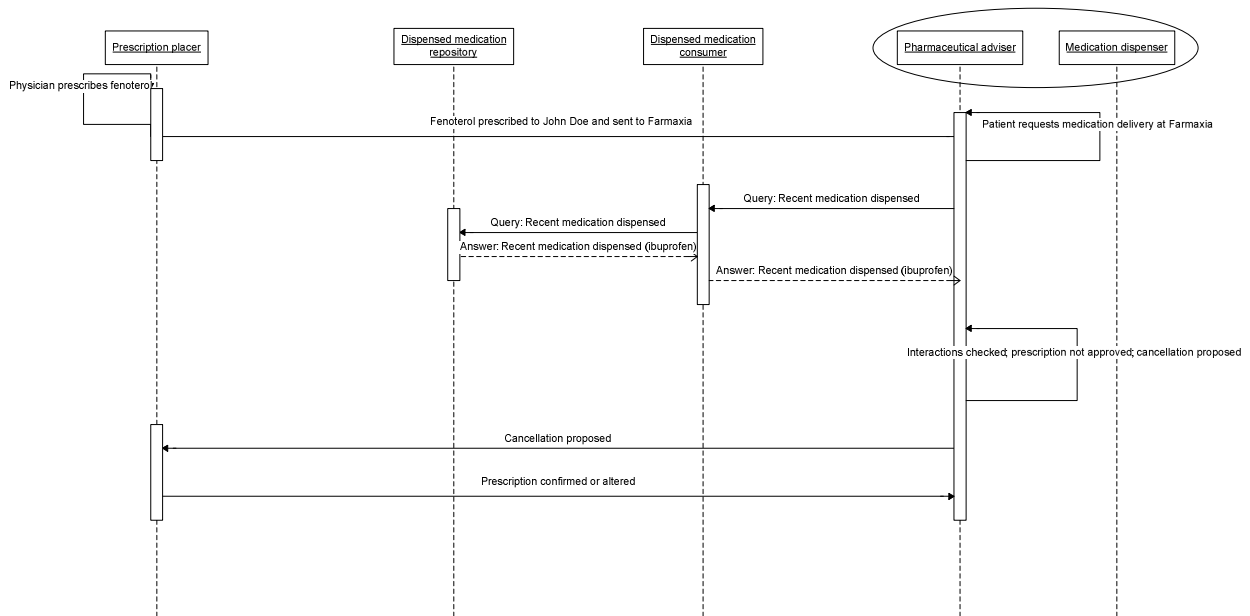 Prescription placer
Dispensed medication
repository
Dispensed medication
consumer
Pharmaceutical adviser
Medication dispenser
Physician prescribes fenoterol
Fenoterol prescribed to John Doe and sent to Farmaxia
Patient requests medication delivery at Farmaxia
Query: Recent medication dispensed
Query: Recent medication dispensed
Answer: Recent medication dispensed (ibuprofen)
Answer: Recent medication dispensed (ibuprofen)
Interactions checked; prescription not approved; cancellation proposed
Cancellation proposed
Prescription confirmed or altered